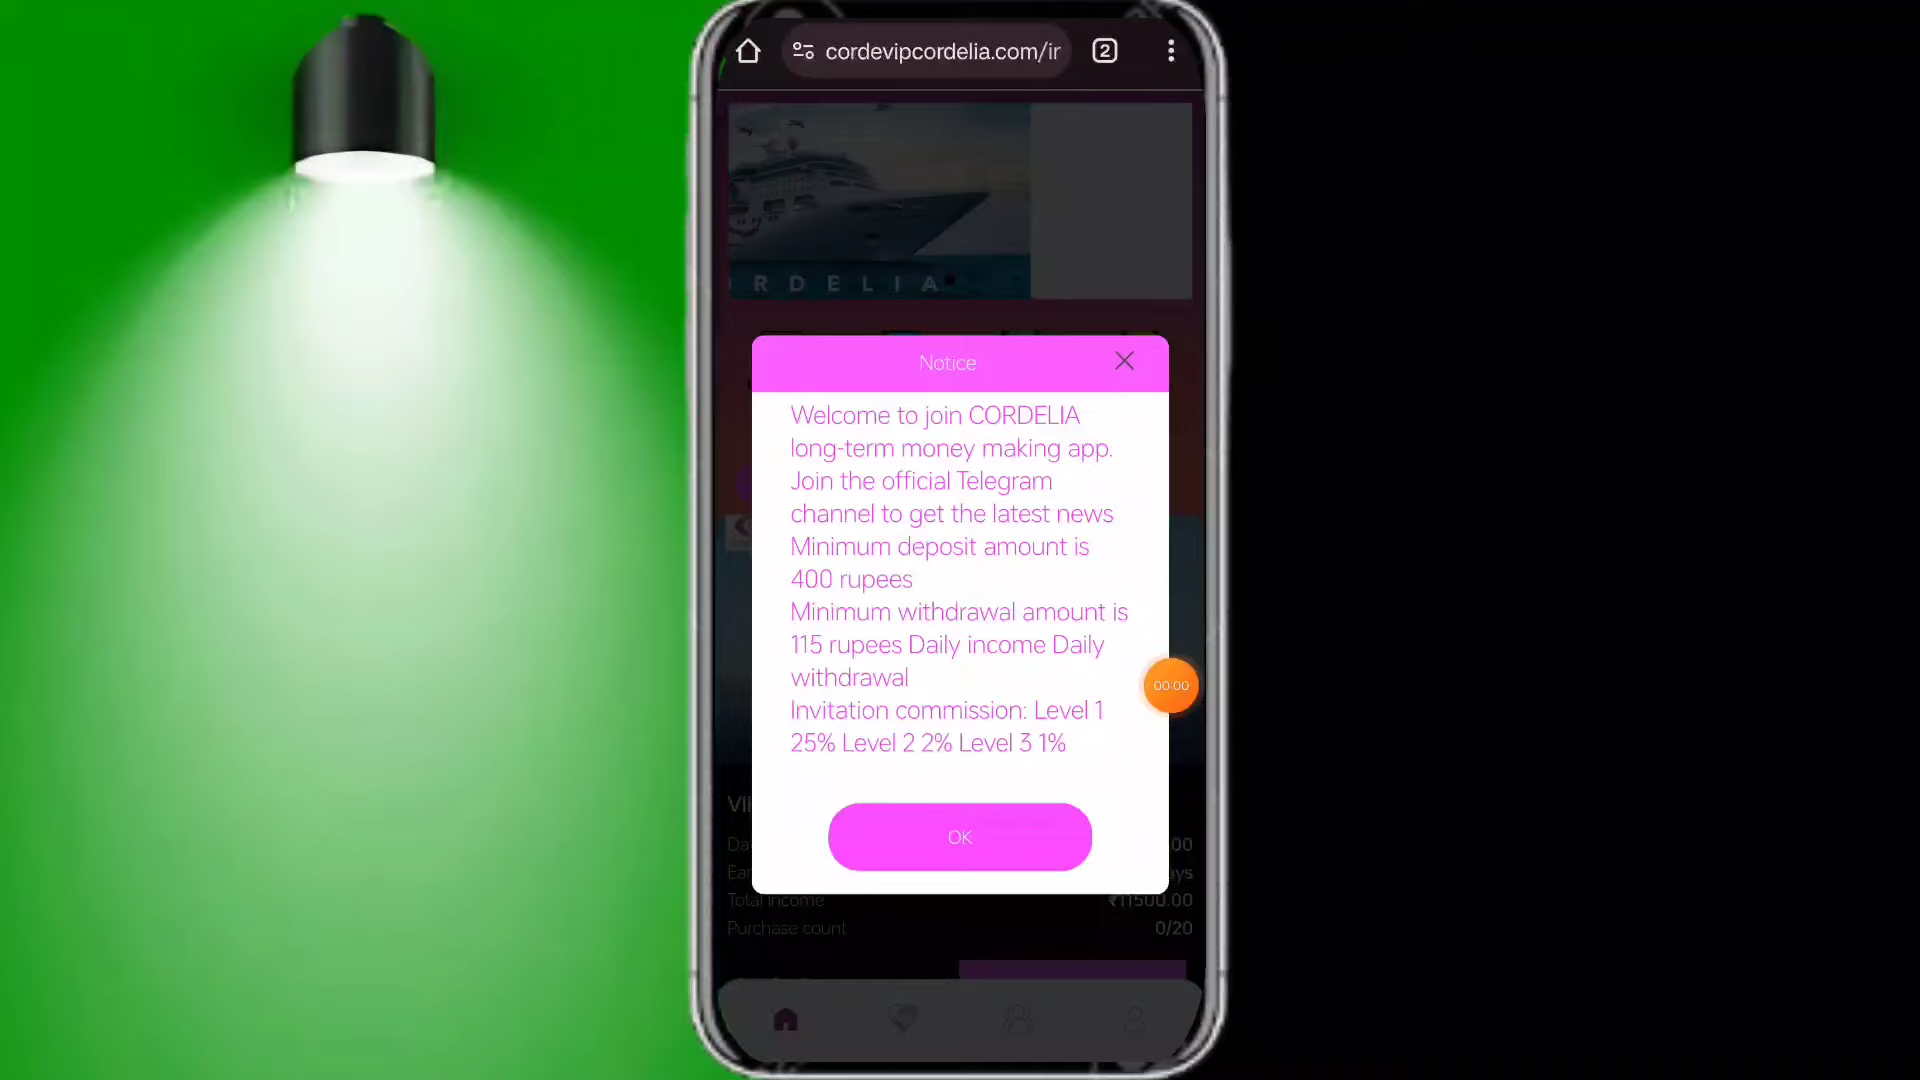 cordevipcordelia.com/ir
2
R D E L I A
Notice
Welcome to join CORDELIA
long-term money making app.
Join the official Telegram
channel to get the latest news
Minimum deposit amount is
400 rupees
Minimum withdrawal amount is
115 rupees Daily income Daily
withdrawal
Invitation commission: Level 1
25% Level 2 2% Level 3 1%
00:00
OK
Total Income ₹11500.00
Purchase count 0/20